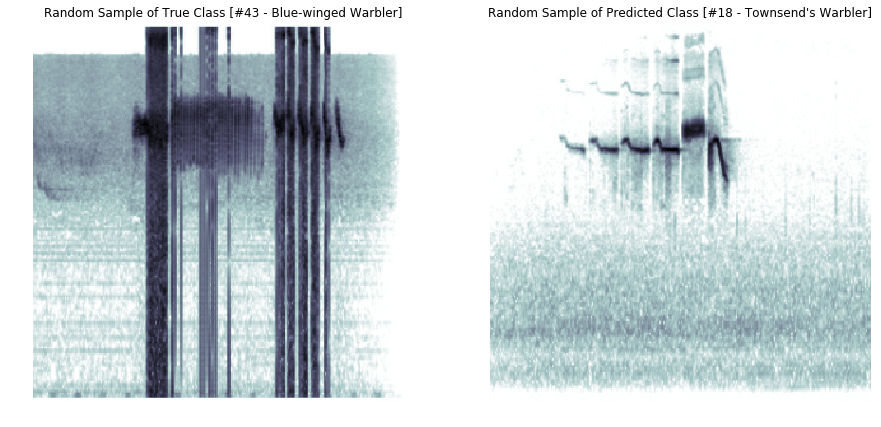 Random Sample of True Class [#43 - Blue-winged Warbler]
Random Sample of Predicted Class [#18 - Townsend's Warbler]